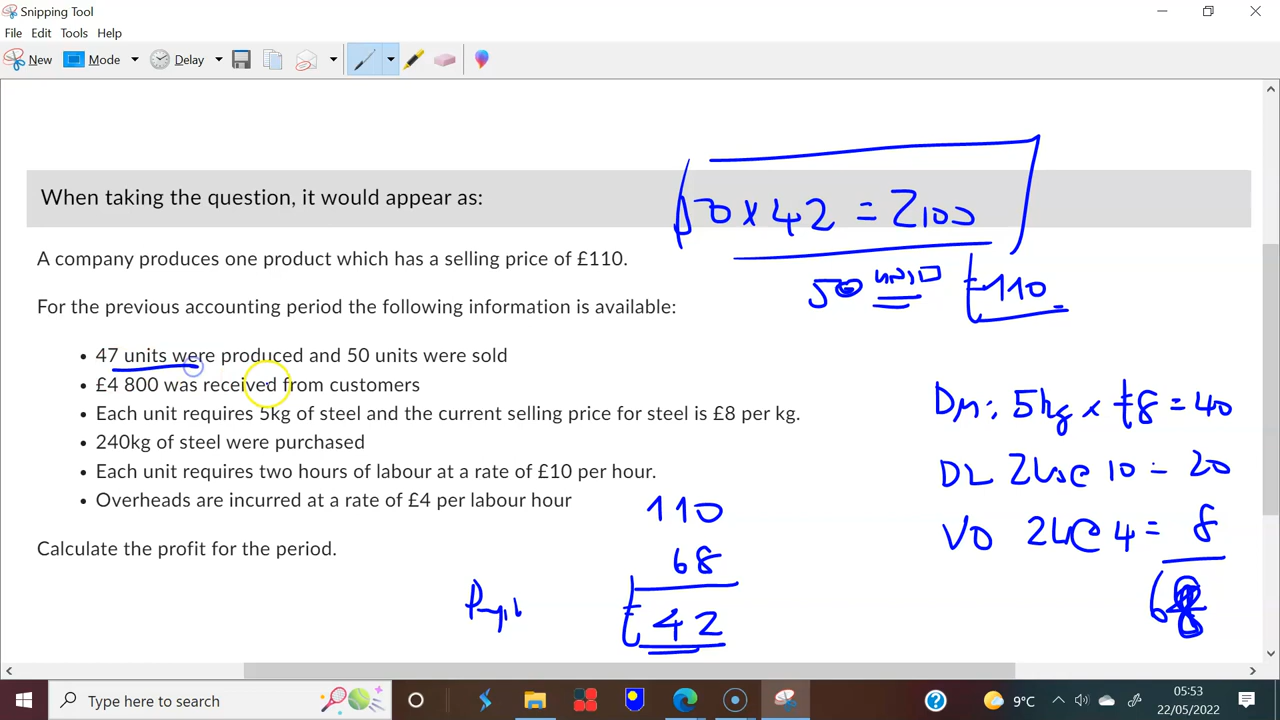 Snipping Tool
File Edit Tools Help
New Mode Delay
When taking the question, it would appear as:
50 x 42 = 2100
A company produces one product which has a selling price of £110.
50 units £110
For the previous accounting period the following information is available:
• 47 units were produced and 50 units were sold
• £4 800 was received from customers
DM: 5kg x £8 = 40
• Each unit requires 5kg of steel and the current selling price for steel is £8 per kg.
• 240kg of steel were purchased
• Each unit requires two hours of labour at a rate of £10 per hour.
DL 2hrs@ 10 = 20
• Overheads are incurred at a rate of £4 per labour hour
110
VO 2h@ 4 = 8
Calculate the profit for the period.
68
68
Profit £42
Type here to search
9°C
05:53
22/05/2022